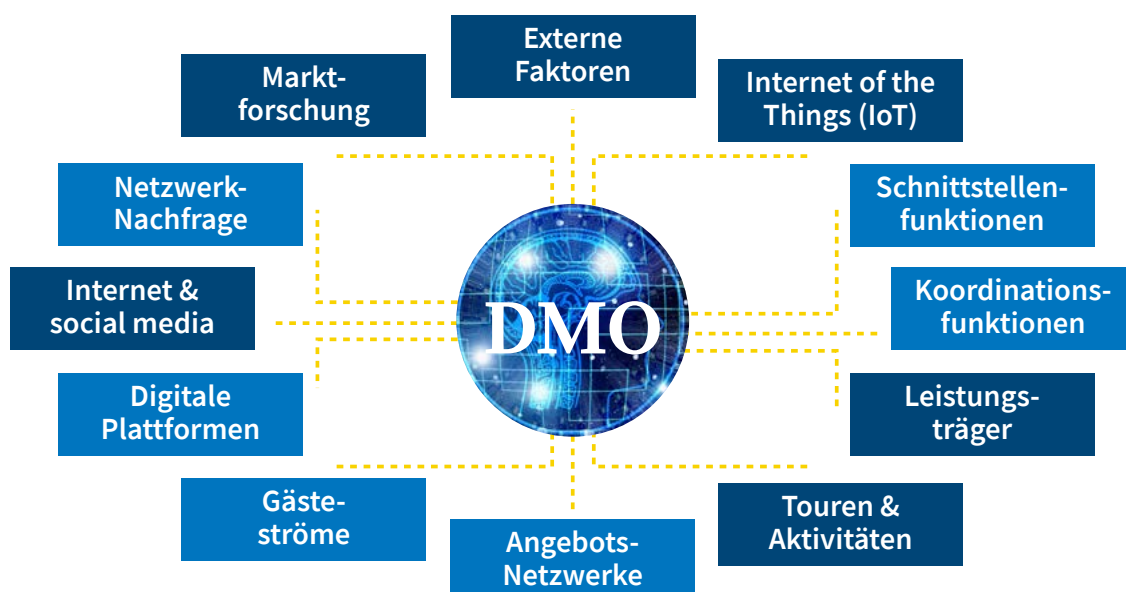 Externe
Faktoren
Markt-
forschung
Internet of the
Things (IoT)
Netzwerk-
Nachfrage
Schnittstellen-
funktionen
Internet &
social media
DMO
Koordinations-
funktionen
Digitale
Plattformen
Leistungs-
träger
Gäste-
ströme
Angebots-
Netzwerke
Touren &
Aktivitäten